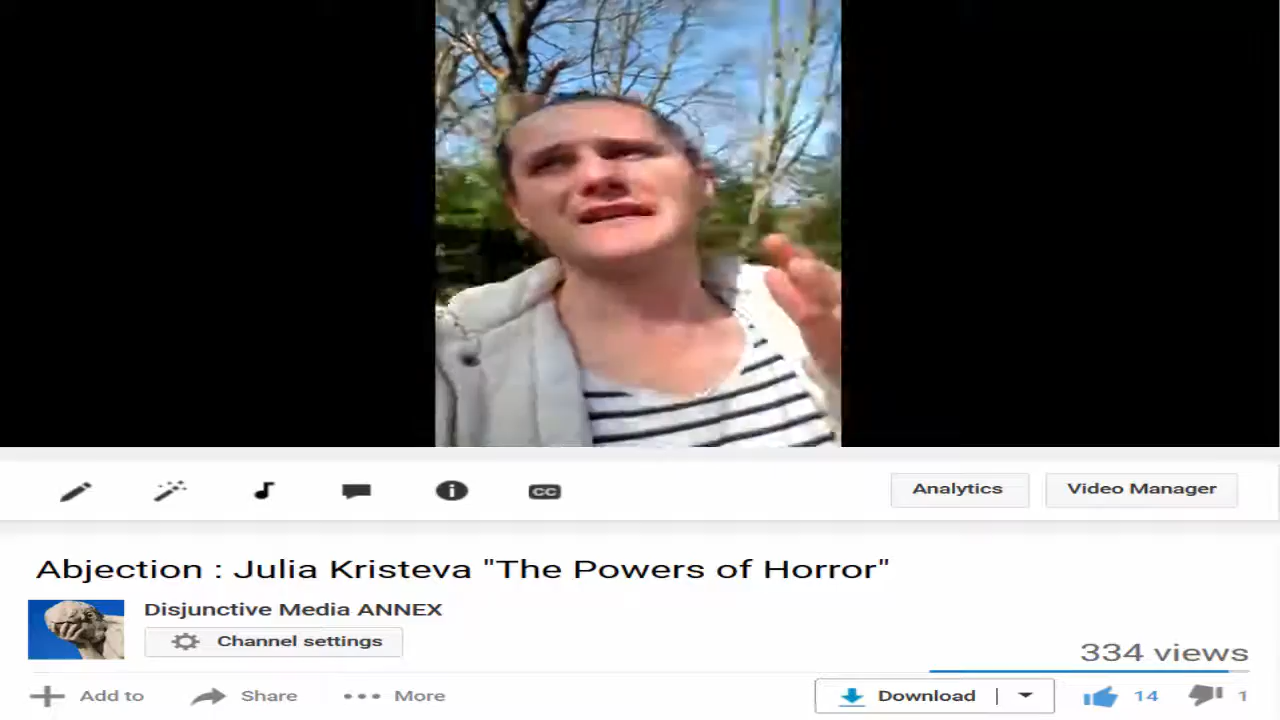 CC
Analytics
Video Manager
Abjection : Julia Kristeva "The Powers of Horror"
Disjunctive Media ANNEX
Channel settings
334 views
Add to
Share
More
Download
14
1